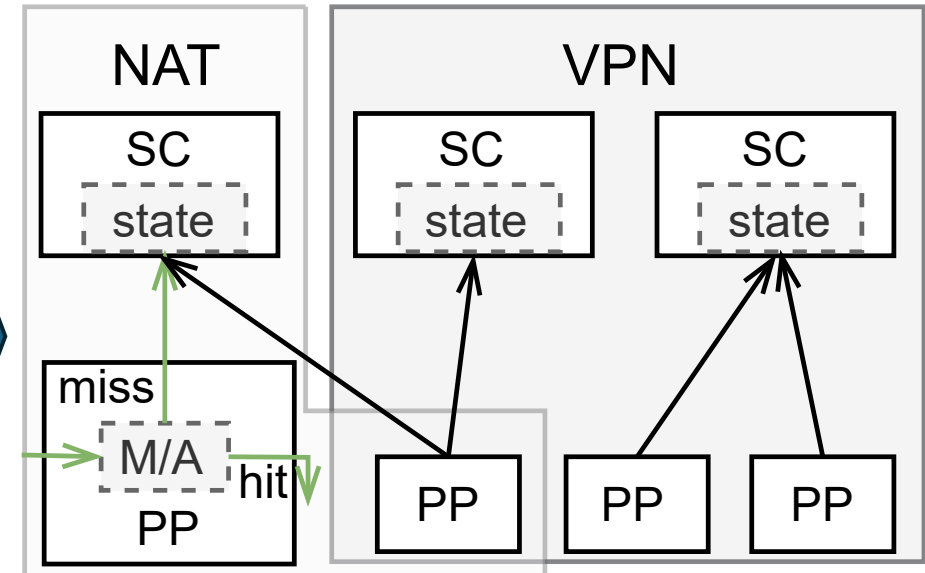 NAT
VPN
SC
state
SC
state
SC
state
miss
M/A
hit
PP
PP
PP
PP